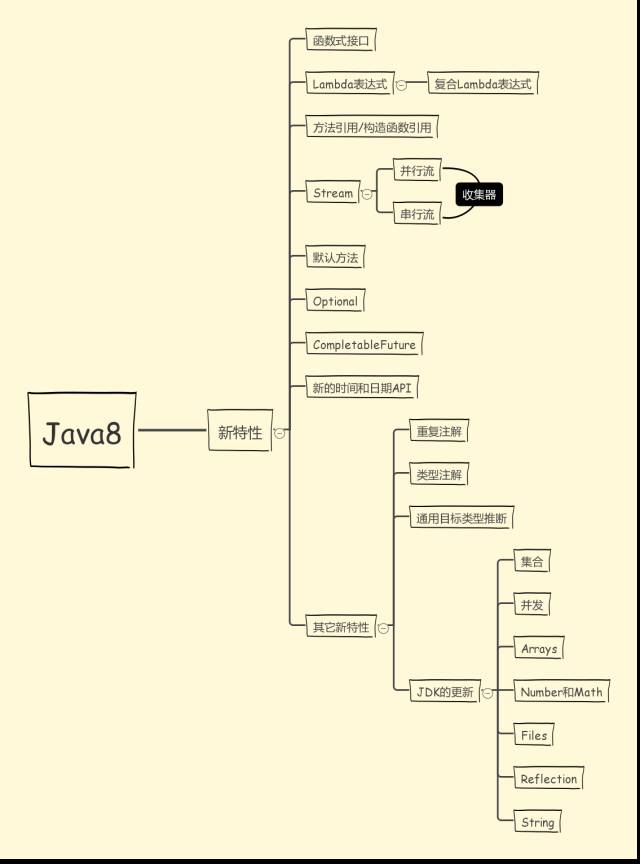 函数式接口
Lambda表达式
复合Lambda表达式
方法引用/构造函数引用
Stream
并行流
收集器
串行流
默认方法
Optional
CompletableFuture
新的时间和日期API
Java8
新特性
重复注解
类型注解
通用目标类型推断
其它新特性
JDK的更新
集合
并发
Arrays
Number和Math
Files
Reflection
String